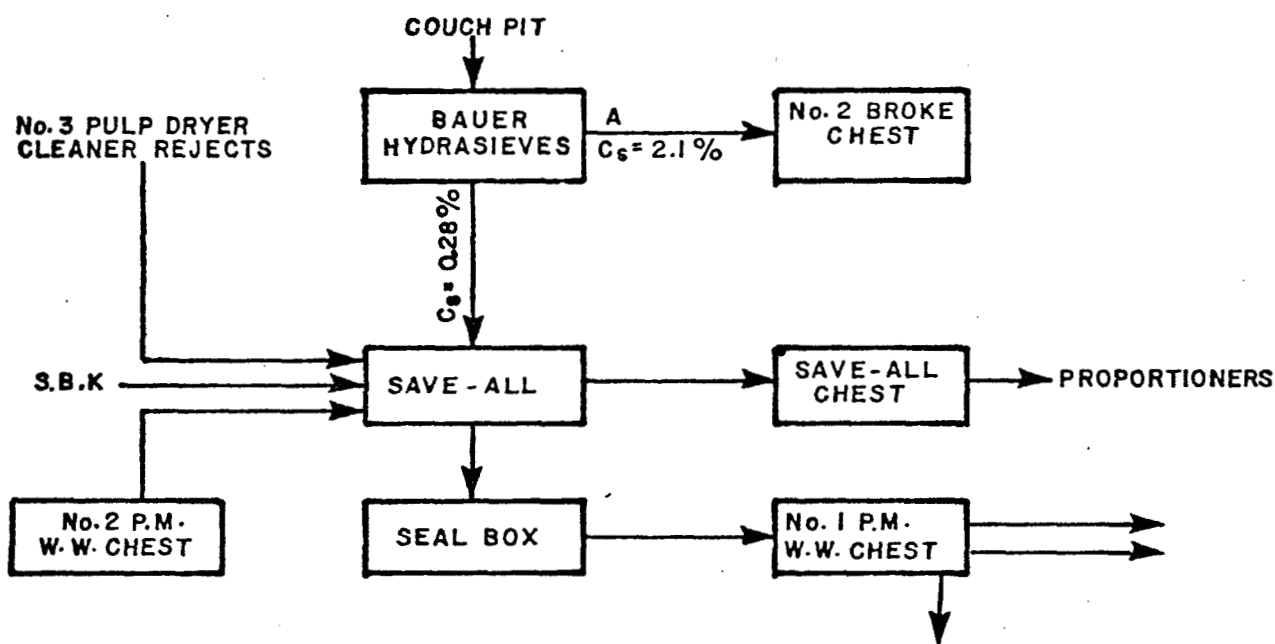 COUCH PIT
No. 3 PULP DRYER
CLEANER REJECTS
BAUER
HYDRASIEVES
A
Cs = 2.1 %
No. 2 BROKE
CHEST
Cs = 0.28%
S.B.K
SAVE-ALL
SAVE-ALL
CHEST
PROPORTIONERS
No. 2 P.M.
W.W. CHEST
SEAL BOX
No. 1 P.M.
W.W. CHEST